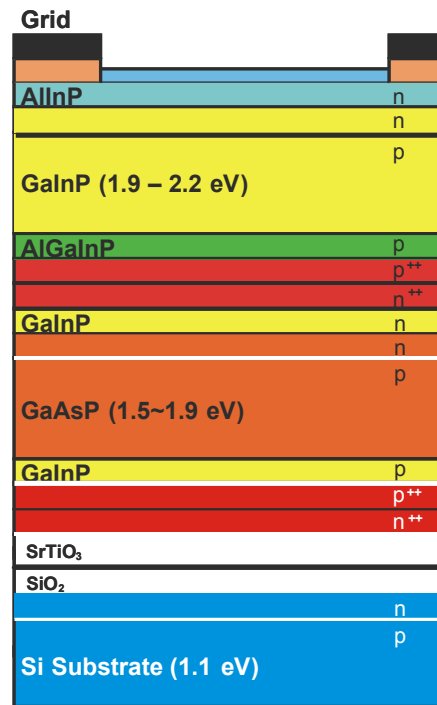 Grid
AlInP n
n
p
GaInP (1.9 – 2.2 eV)
AlGaInP p
p⁺⁺
n⁺⁺
GaInP n
n
p
GaAsP (1.5~1.9 eV)
GaInP p
p⁺⁺
n⁺⁺
SrTiO₃
SiO₂
n
p
Si Substrate (1.1 eV)